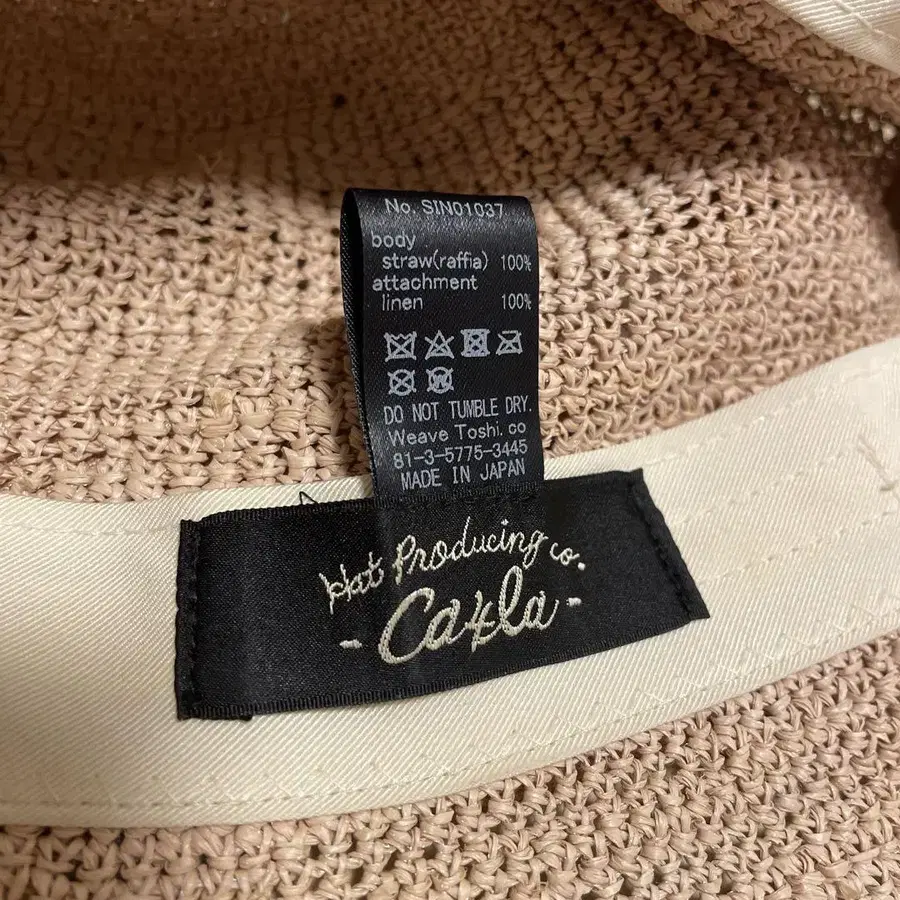 No. SIN01037
body
straw(raffia) 100%
attachment
linen 100%
W
DO NOT TUMBLE DRY.
Weave Toshi.co
81-3-5775-3445
MADE IN JAPAN
Hat Producing co.
- Ca4la -